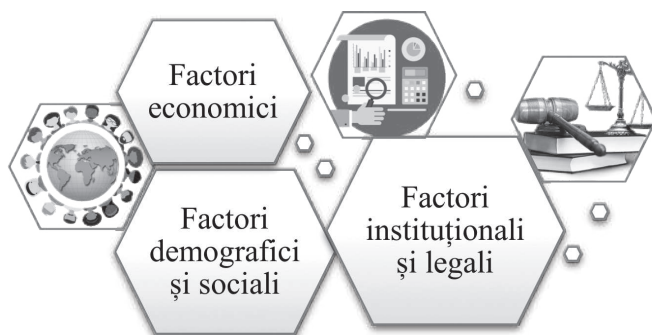 Factori
economici
Factori
demografici
și sociali
Factori
instituționali
și legali